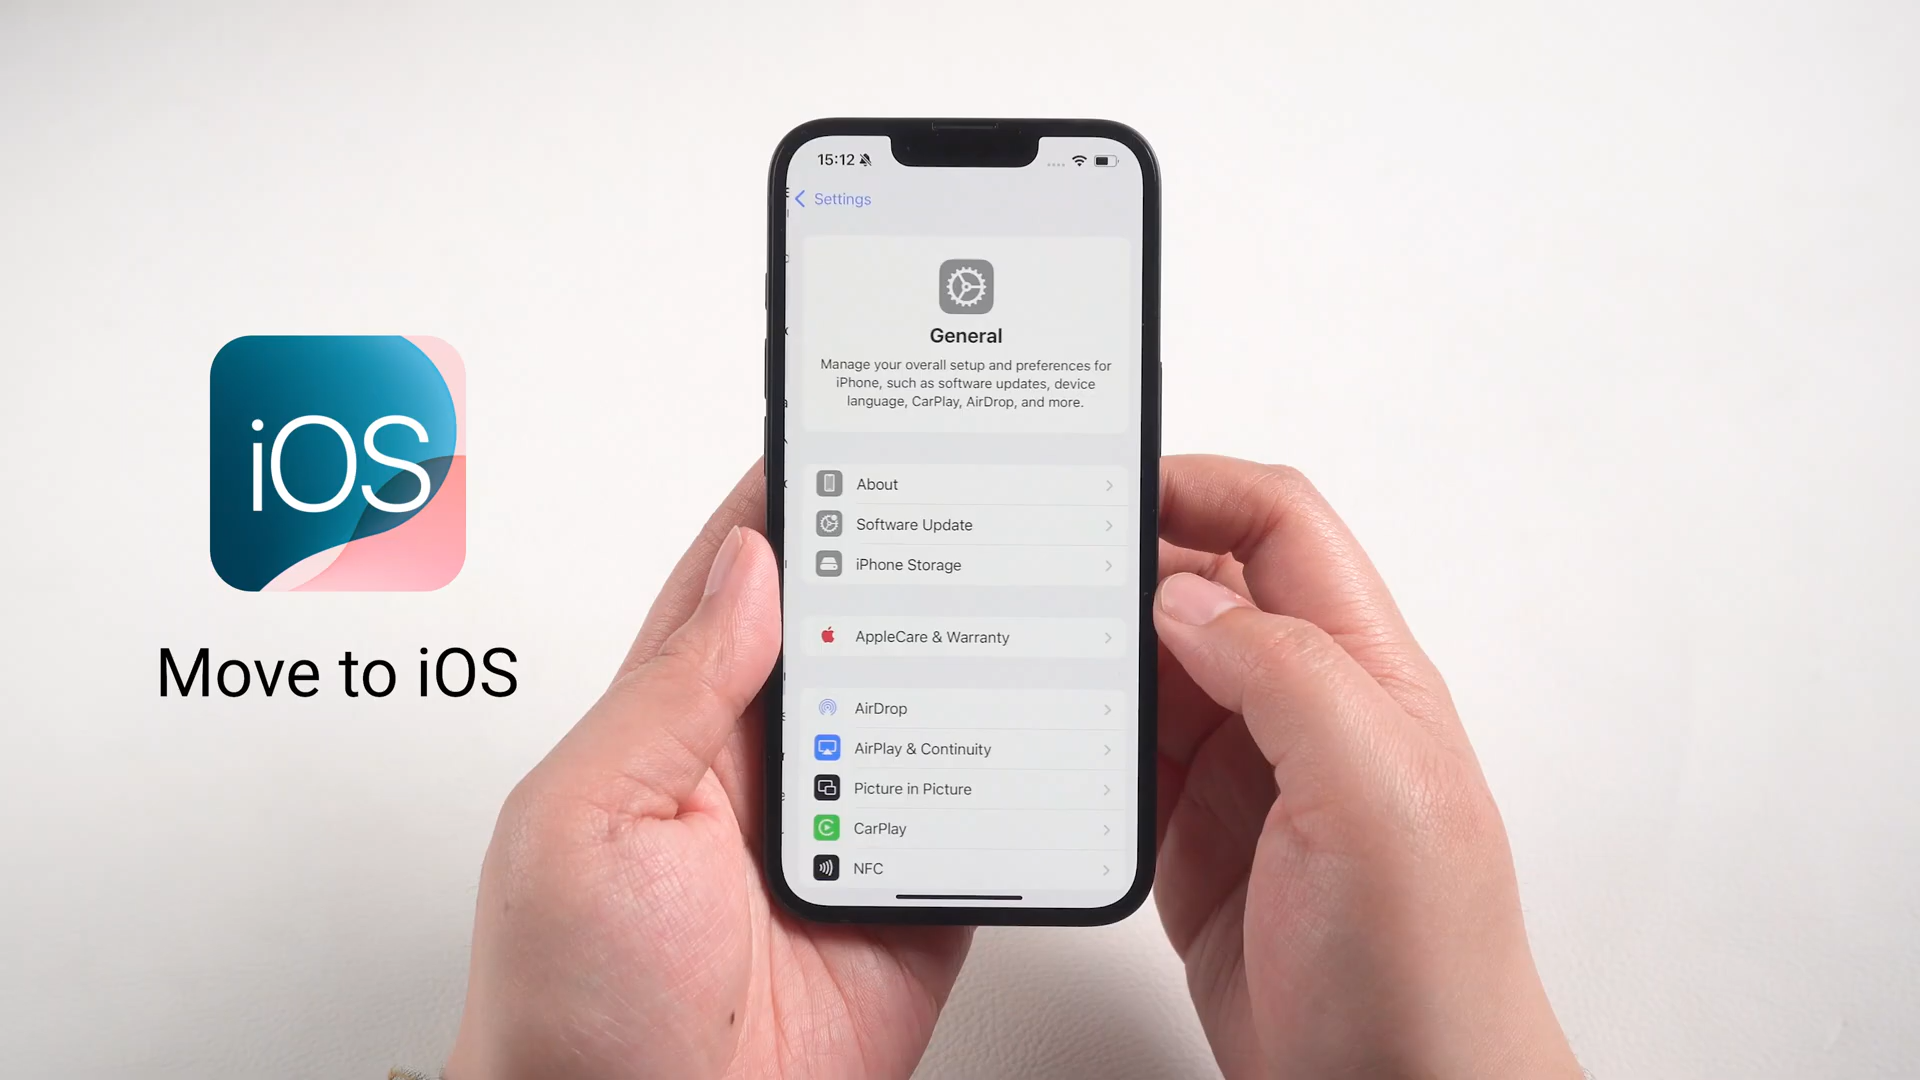 iOS
Move to iOS
15:12
Settings
General
Manage your overall setup and preferences for
iPhone, such as software updates, device
language, CarPlay, AirDrop, and more.
About
Software Update
iPhone Storage
AppleCare & Warranty
AirDrop
AirPlay & Continuity
Picture in Picture
CarPlay
NFC